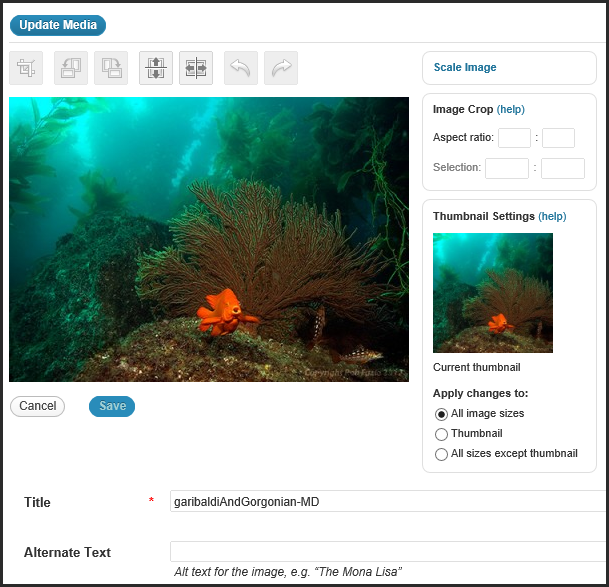 Update Media
Scale Image
Image Crop (help)
Aspect ratio: :
Selection: :
Thumbnail Settings (help)
Current thumbnail
Apply changes to:
All image sizes
Thumbnail
All sizes except thumbnail
Copyright
Cancel Save
Title * garibaldiAndGorgonian-MD
Alternate Text
Alt text for the image, e.g. “The Mona Lisa”